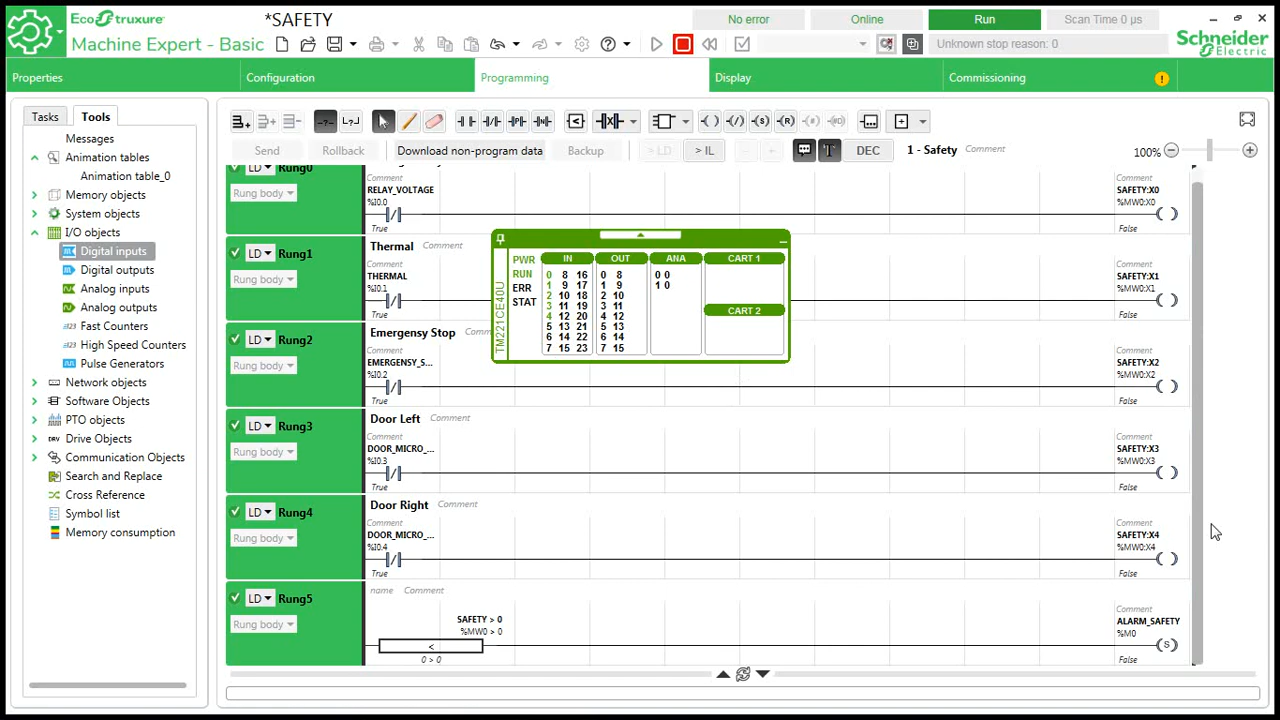 EcoStruxure
Machine Expert - Basic
*SAFETY
No error
Online
Run
Scan Time 0 µs
Unknown stop reason: 0
Schneider
Electric
Properties
Configuration
Programming
Display
Commissioning
Tasks
Tools
Messages
Animation tables
Animation table_0
Memory objects
System objects
I/O objects
Digital inputs
Digital outputs
Analog inputs
Analog outputs
Fast Counters
High Speed Counters
Pulse Generators
Network objects
Software Objects
PTO objects
Drive Objects
Communication Objects
Search and Replace
Cross Reference
Symbol list
Memory consumption
Send
Rollback
Download non-program data
Backup
> LD
> IL
DEC
1 - Safety
Comment
100%
LD Rung0
Rung body
Comment
RELAY_VOLTAGE
%I0.0
True
Comment
SAFETY:X0
%MW0:X0
False
LD Rung1
Rung body
Thermal Comment
Comment
THERMAL
%I0.1
True
Comment
SAFETY:X1
%MW0:X1
False
TM221CE40U
PWR
RUN
ERR
STAT
IN OUT ANA CART 1
0 8 16 0 8 0 0
1 9 17 1 9 1 0
2 10 18 2 10
3 11 19 3 11 CART 2
4 12 20 4 12
5 13 21 5 13
6 14 22 6 14
7 15 23 7 15
LD Rung2
Rung body
Emergensy Stop
Comment
EMERGENSY_S...
%I0.2
True
Comment
SAFETY:X2
%MW0:X2
False
LD Rung3
Rung body
Door Left Comment
Comment
DOOR_MICRO_...
%I0.3
True
Comment
SAFETY:X3
%MW0:X3
False
LD Rung4
Rung body
Door Right Comment
Comment
DOOR_MICRO_...
%I0.4
True
Comment
SAFETY:X4
%MW0:X4
False
LD Rung5
Rung body
name Comment
SAFETY > 0
%MW0 > 0
<
0 > 0
Comment
ALARM_SAFETY
%M0
S
False